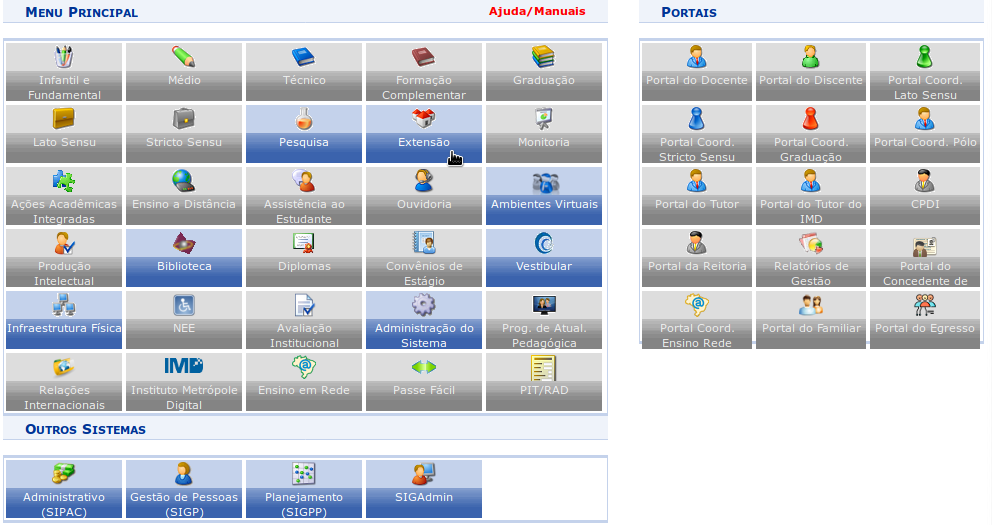 MENU PRINCIPAL
Ajuda/Manuais
Infantil e
Fundamental
Médio
Técnico
Formação
Complementar
Graduação
Lato Sensu
Stricto Sensu
Pesquisa
Extensão
Monitoria
Ações Acadêmicas
Integradas
Ensino a Distância
Assistência ao
Estudante
Ouvidoria
Ambientes Virtuais
Produção
Intelectual
Biblioteca
Diplomas
Convênios de
Estágio
Vestibular
Infraestrutura Física
NEE
Avaliação
Institucional
Administração do
Sistema
Prog. de Atual.
Pedagógica
Relações
Internacionais
IMD
Instituto Metrópole
Digital
Ensino em Rede
Passe Fácil
PIT/RAD
OUTROS SISTEMAS
Administrativo
(SIPAC)
Gestão de Pessoas
(SIGP)
Planejamento
(SIGPP)
SIGAdmin
PORTAIS
Portal do Docente
Portal do Discente
Portal Coord.
Lato Sensu
Portal Coord.
Stricto Sensu
Portal Coord.
Graduação
Portal Coord. Pólo
Portal do Tutor
Portal do Tutor do
IMD
CPDI
Portal da Reitoria
Relatórios de
Gestão
Portal do
Concedente de
Portal Coord.
Ensino Rede
Portal do Familiar
Portal do Egresso